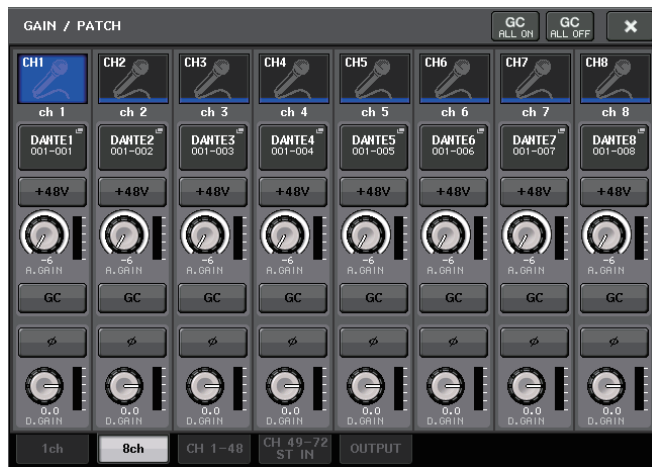 GAIN / PATCH
GC ALL ON
GC ALL OFF
CH1 CH2 CH3 CH4 CH5 CH6 CH7 CH8
ch 1 ch 2 ch 3 ch 4 ch 5 ch 6 ch 7 ch 8
DANTE1 DANTE2 DANTE3 DANTE4 DANTE5 DANTE6 DANTE7 DANTE8
001-001 001-002 001-003 001-004 001-005 001-006 001-007 001-008
+48V +48V +48V +48V +48V +48V +48V +48V
-6 -6 -6 -6 -6 -6 -6 -6
A.GAIN A.GAIN A.GAIN A.GAIN A.GAIN A.GAIN A.GAIN A.GAIN
GC GC GC GC GC GC GC GC
ø ø ø ø ø ø ø ø
0.0 0.0 0.0 0.0 0.0 0.0 0.0 0.0
D.GAIN D.GAIN D.GAIN D.GAIN D.GAIN D.GAIN D.GAIN D.GAIN
1ch 8ch CH 1-48 CH 49-72 ST IN OUTPUT